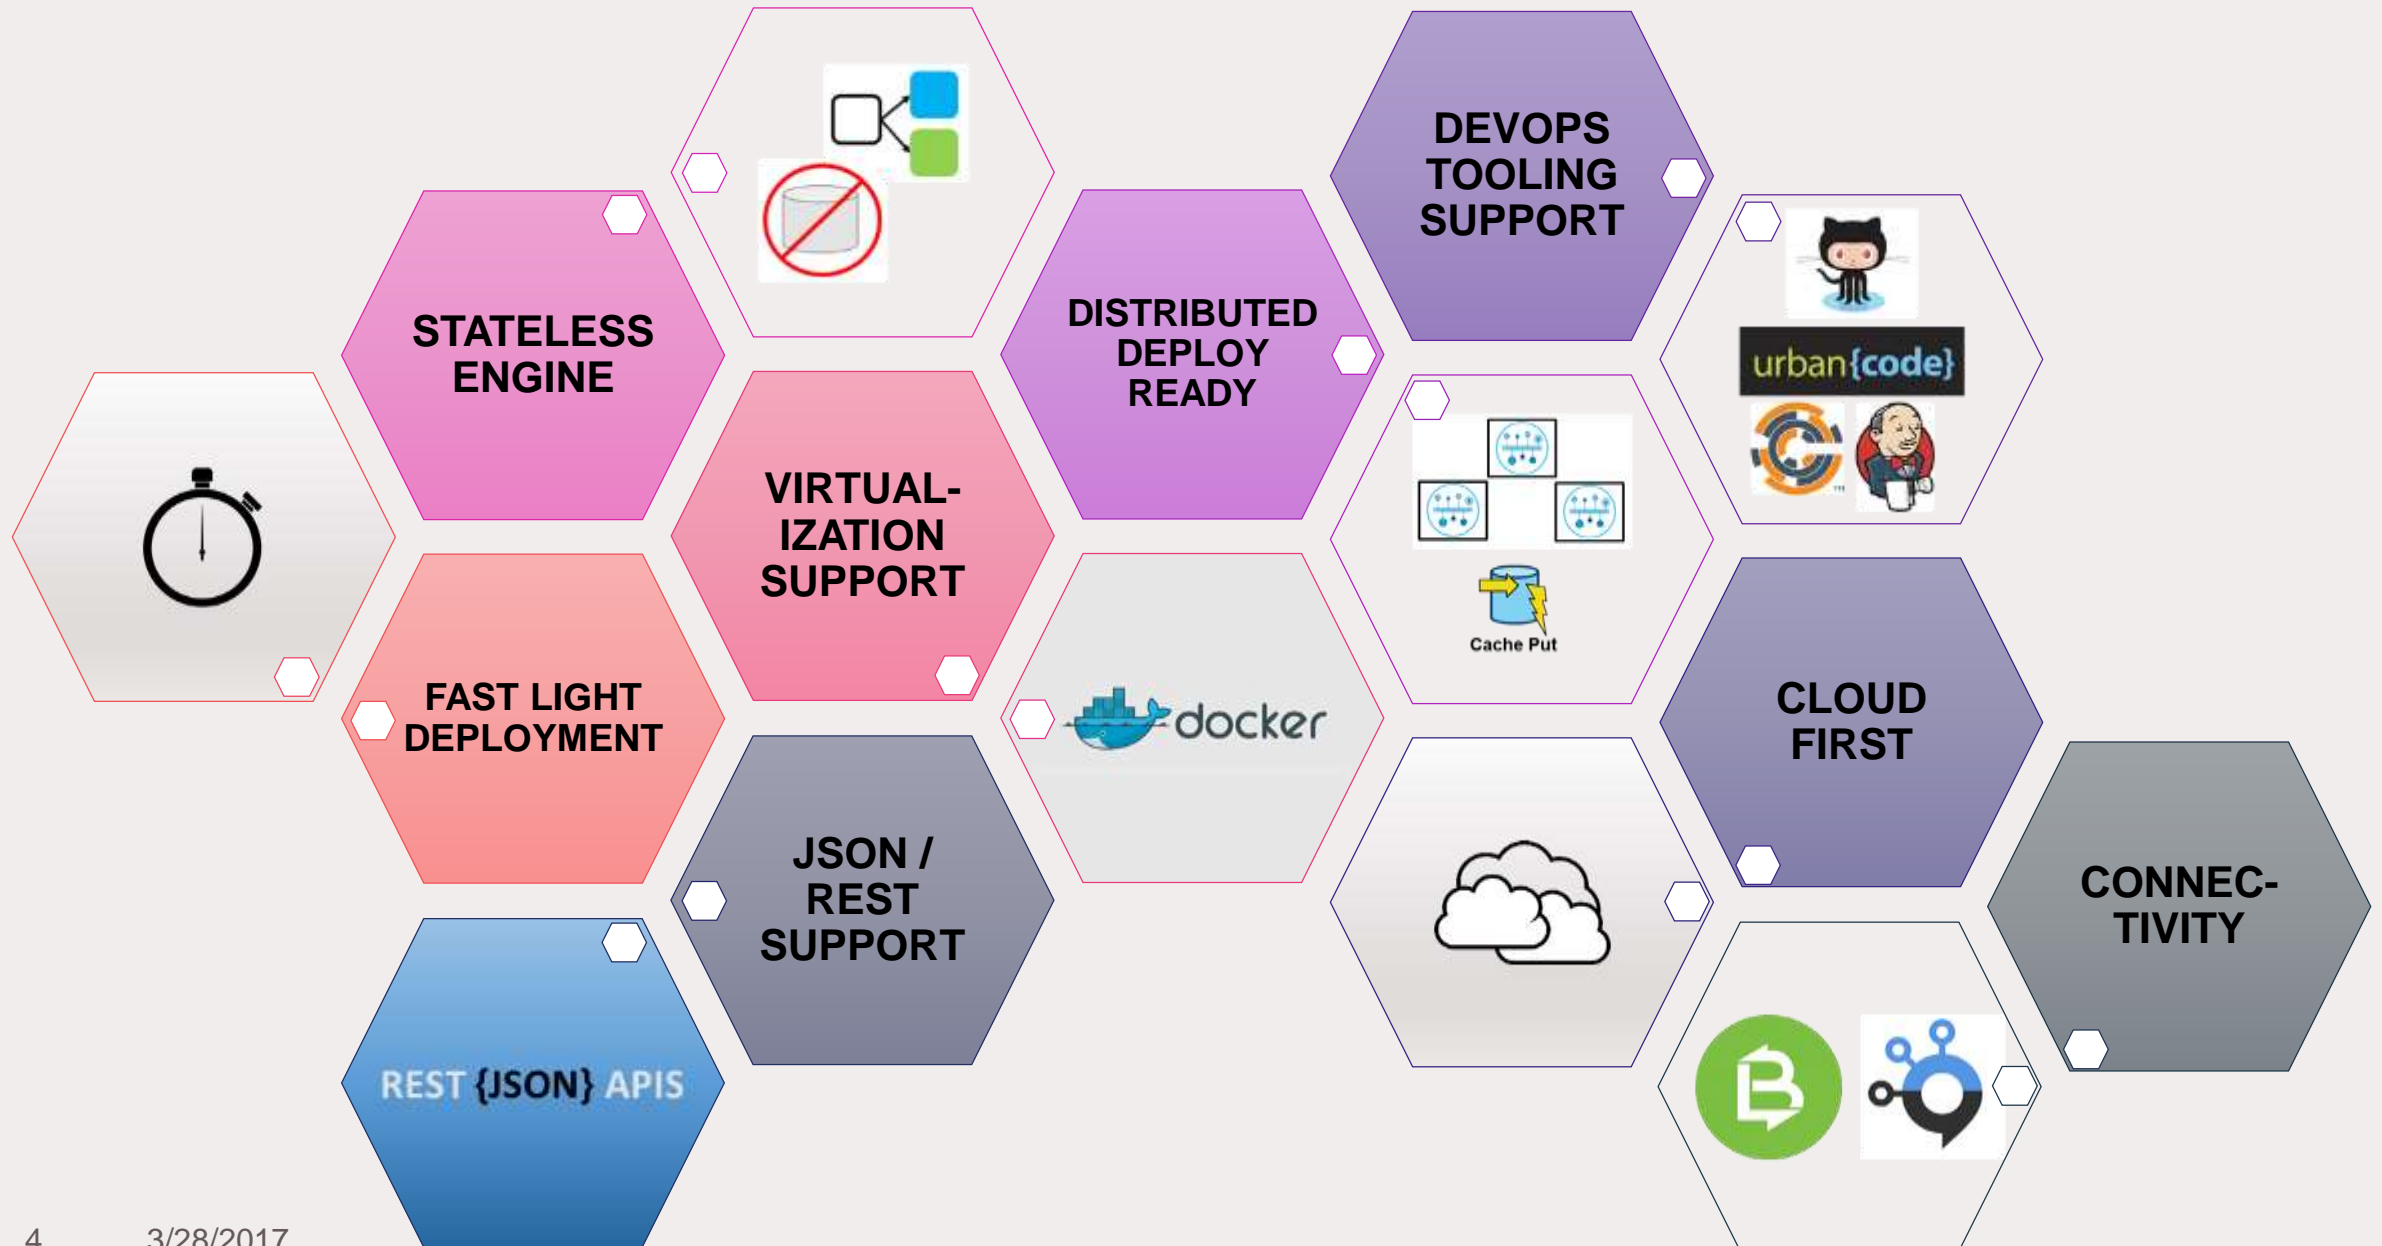 DEVOPS
TOOLING
SUPPORT
STATELESS
ENGINE
DISTRIBUTED
DEPLOY
READY
urban{code}
VIRTUAL-
IZATION
SUPPORT
Cache Put
FAST LIGHT
DEPLOYMENT
docker
CLOUD
FIRST
JSON /
REST
SUPPORT
CONNEC-
TIVITY
REST {JSON} APIS
4
3/28/2017